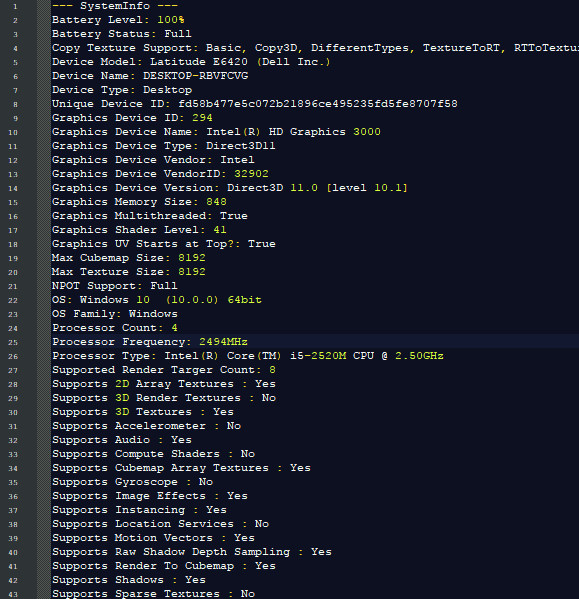 1 --- SystemInfo ---
2 Battery Level: 100%
3 Battery Status: Full
4 Copy Texture Support: Basic, Copy3D, DifferentTypes, TextureToRT, RTToTextu
5 Device Model: Latitude E6420 (Dell Inc.)
6 Device Name: DESKTOP-RBVFCVG
7 Device Type: Desktop
8 Unique Device ID: fd58b477e5c072b21896ce495235fd5fe8707f58
9 Graphics Device ID: 294
10 Graphics Device Name: Intel(R) HD Graphics 3000
11 Graphics Device Type: Direct3D11
12 Graphics Device Vendor: Intel
13 Graphics Device VendorID: 32902
14 Graphics Device Version: Direct3D 11.0 [level 10.1]
15 Graphics Memory Size: 848
16 Graphics Multithreaded: True
17 Graphics Shader Level: 41
18 Graphics UV Starts at Top?: True
19 Max Cubemap Size: 8192
20 Max Texture Size: 8192
21 NPOT Support: Full
22 OS: Windows 10  (10.0.0) 64bit
23 OS Family: Windows
24 Processor Count: 4
25 Processor Frequency: 2494MHz
26 Processor Type: Intel(R) Core(TM) i5-2520M CPU @ 2.50GHz
27 Supported Render Targer Count: 8
28 Supports 2D Array Textures : Yes
29 Supports 3D Render Textures : No
30 Supports 3D Textures : Yes
31 Supports Accelerometer : No
32 Supports Audio : Yes
33 Supports Compute Shaders : No
34 Supports Cubemap Array Textures : Yes
35 Supports Gyroscope : No
36 Supports Image Effects : Yes
37 Supports Instancing : Yes
38 Supports Location Services : No
39 Supports Motion Vectors : Yes
40 Supports Raw Shadow Depth Sampling : Yes
41 Supports Render To Cubemap : Yes
42 Supports Shadows : Yes
43 Supports Sparse Textures : No